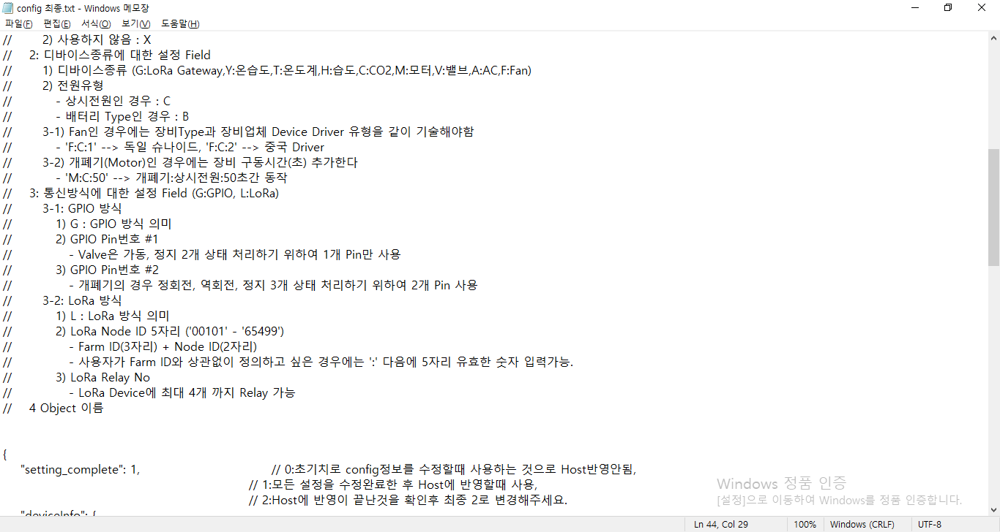 config 최종.txt - Windows 메모장
파일(F) 편집(E) 서식(O) 보기(V) 도움말(H)
// 2) 사용하지 않음 : X
// 2: 디바이스종류에 대한 설정 Field
// 1) 디바이스종류 (G:LoRa Gateway,Y:온습도,T:온도계,H:습도,C:CO2,M:모터,V:밸브,A:AC,F:Fan)
// 2) 전원유형
// - 상시전원인 경우 : C
// - 배터리 Type인 경우 : B
// 3-1) Fan인 경우에는 장비Type과 장비업체 Device Driver 유형을 같이 기술해야함
// - 'F:C:1' --> 독일 슈나이드, 'F:C:2' --> 중국 Driver
// 3-2) 개폐기(Motor)인 경우에는 장비 구동시간(초) 추가한다
// - 'M:C:50' --> 개폐기:상시전원:50초간 동작
// 3: 통신방식에 대한 설정 Field (G:GPIO, L:LoRa)
// 3-1: GPIO 방식
// 1) G : GPIO 방식 의미
// 2) GPIO Pin번호 #1
// - Valve은 가동, 정지 2개 상태 처리하기 위하여 1개 Pin만 사용
// 3) GPIO Pin번호 #2
// - 개폐기의 경우 정회전, 역회전, 정지 3개 상태 처리하기 위하여 2개 Pin 사용
// 3-2: LoRa 방식
// 1) L : LoRa 방식 의미
// 2) LoRa Node ID 5자리 ('00101' - '65499')
// - Farm ID(3자리) + Node ID(2자리)
// - 사용자가 Farm ID와 상관없이 정의하고 싶은 경우에는 ':' 다음에 5자리 유효한 숫자 입력가능.
// 3) LoRa Relay No
// - LoRa Device에 최대 4개 까지 Relay 가능
// 4 Object 이름
{
"setting_complete": 1, // 0:초기치로 config정보를 수정할때 사용하는 것으로 Host반영안됨,
// 1:모든 설정을 수정완료한 후 Host에 반영할때 사용,
// 2:Host에 반영이 끝난것을 확인후 최종 2로 변경해주세요.
"deviceInfo": {
Windows 정품 인증
[설정]으로 이동하여 Windows를 정품 인증합니다.
Ln 44, Col 29 100% Windows (CRLF) UTF-8